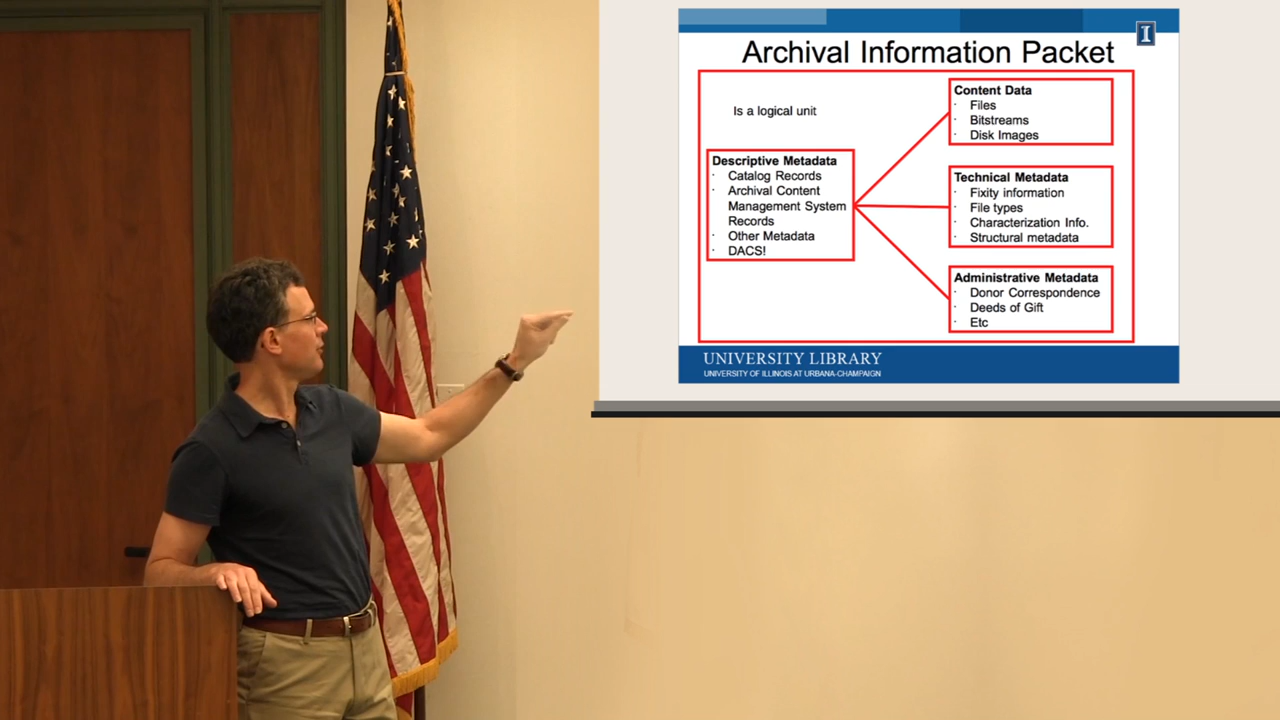 I
Archival Information Packet
Is a logical unit
Descriptive Metadata
· Catalog Records
· Archival Content
Management System
Records
· Other Metadata
· DACS!
Content Data
· Files
· Bitstreams
· Disk Images
Technical Metadata
· Fixity information
· File types
· Characterization Info.
· Structural metadata
Administrative Metadata
· Donor Correspondence
· Deeds of Gift
· Etc
UNIVERSITY LIBRARY
UNIVERSITY OF ILLINOIS AT URBANA-CHAMPAIGN